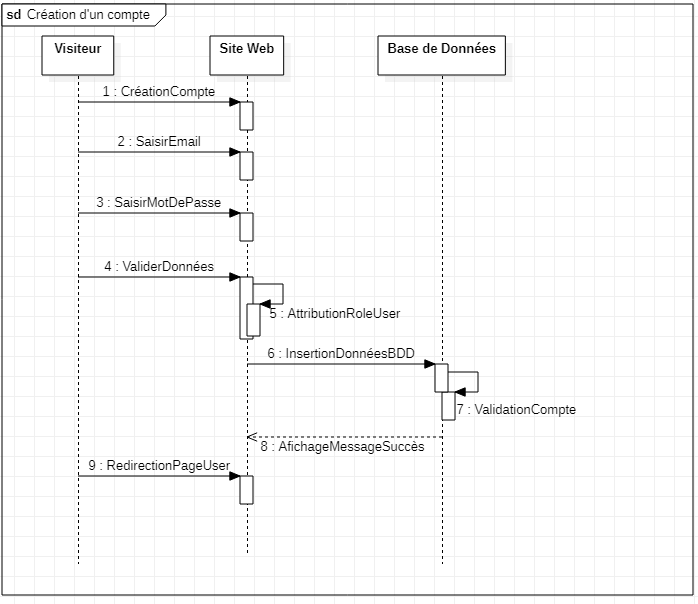 sd Création d'un compte
Visiteur
Site Web
Base de Données
1 : CréationCompte
2 : SaisirEmail
3 : SaisirMotDePasse
4 : ValiderDonnées
5 : AttributionRoleUser
6 : InsertionDonnéesBDD
7 : ValidationCompte
8 : AfichageMessageSuccès
9 : RedirectionPageUser